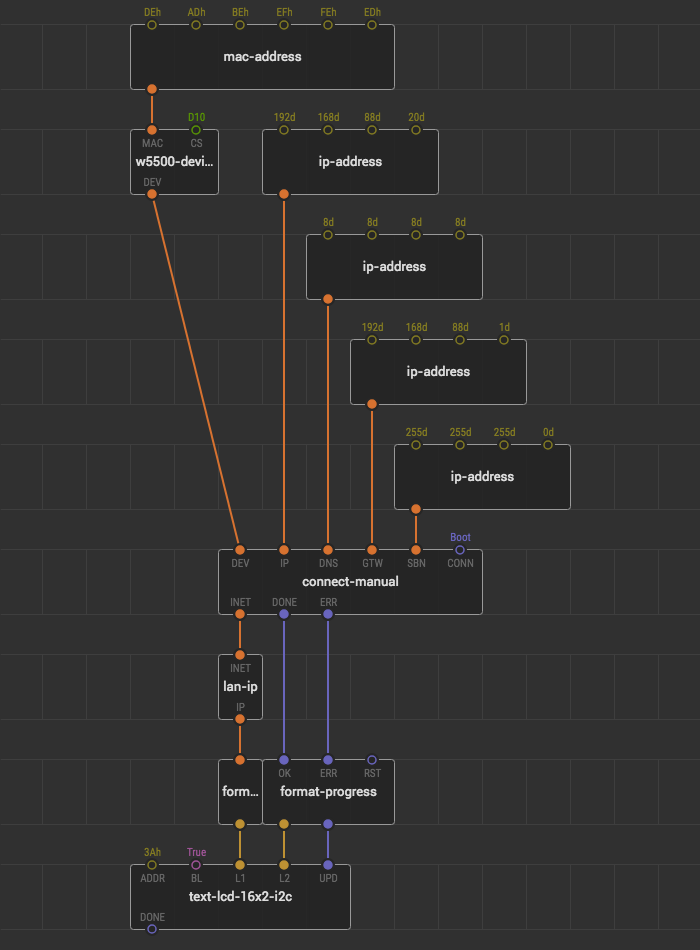 DEh ADh BEh EFh FEh EDh
mac-address
D10 192d 168d 88d 20d
MAC CS
w5500-devi... ip-address
DEV
8d 8d 8d 8d
ip-address
192d 168d 88d 1d
ip-address
255d 255d 255d 0d
ip-address
Boot
DEV IP DNS GTW SBN CONN
connect-manual
INET DONE ERR
INET
lan-ip
IP
OK ERR RST
form... format-progress
3Ah True
ADDR BL L1 L2 UPD
text-lcd-16x2-i2c
DONE